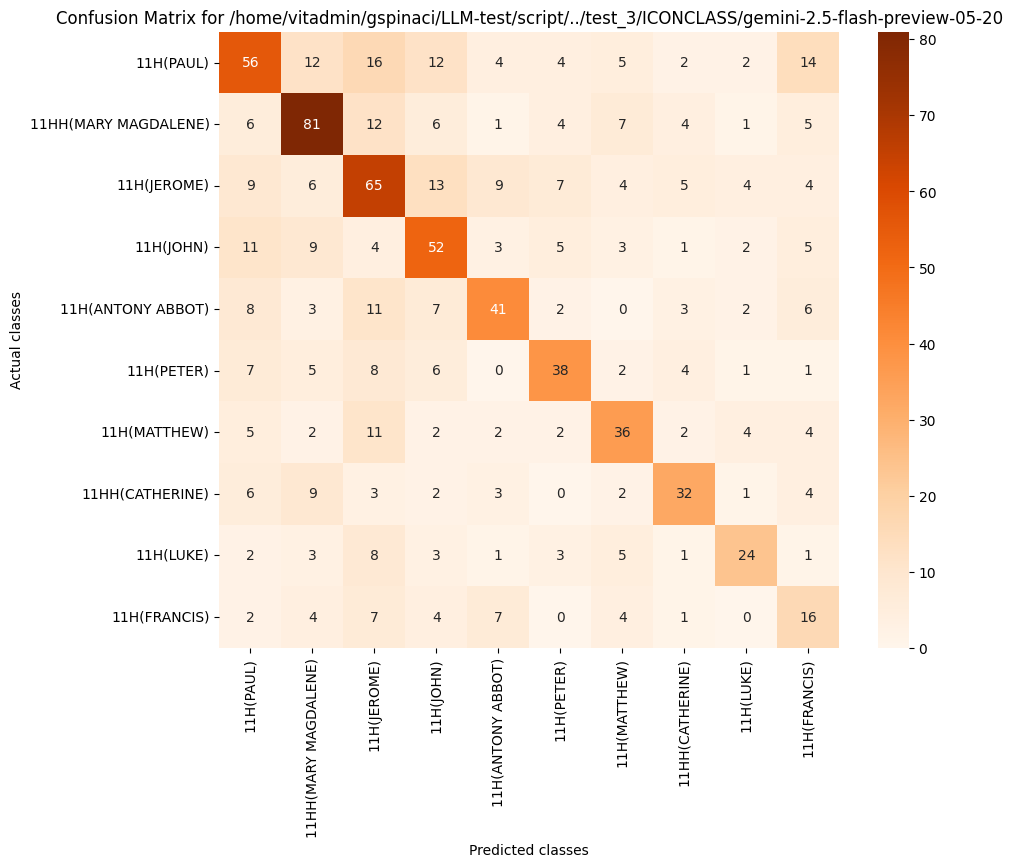 Confusion Matrix for /home/vitadmin/gspinaci/LLM-test/script/../test_3/ICONCLASS/gemini-2.5-flash-preview-05-20
Actual classes
11H(PAUL) 56 12 16 12 4 4 5 2 2 14
11HH(MARY MAGDALENE) 6 81 12 6 1 4 7 4 1 5
11H(JEROME) 9 6 65 13 9 7 4 5 4 4
11H(JOHN) 11 9 4 52 3 5 3 1 2 5
11H(ANTONY ABBOT) 8 3 11 7 41 2 0 3 2 6
11H(PETER) 7 5 8 6 0 38 2 4 1 1
11H(MATTHEW) 5 2 11 2 2 2 36 2 4 4
11HH(CATHERINE) 6 9 3 2 3 0 2 32 1 4
11H(LUKE) 2 3 8 3 1 3 5 1 24 1
11H(FRANCIS) 2 4 7 4 7 0 4 1 0 16
11H(PAUL)
11HH(MARY MAGDALENE)
11H(JEROME)
11H(JOHN)
11H(ANTONY ABBOT)
11H(PETER)
11H(MATTHEW)
11HH(CATHERINE)
11H(LUKE)
11H(FRANCIS)
Predicted classes
80
70
60
50
40
30
20
10
0